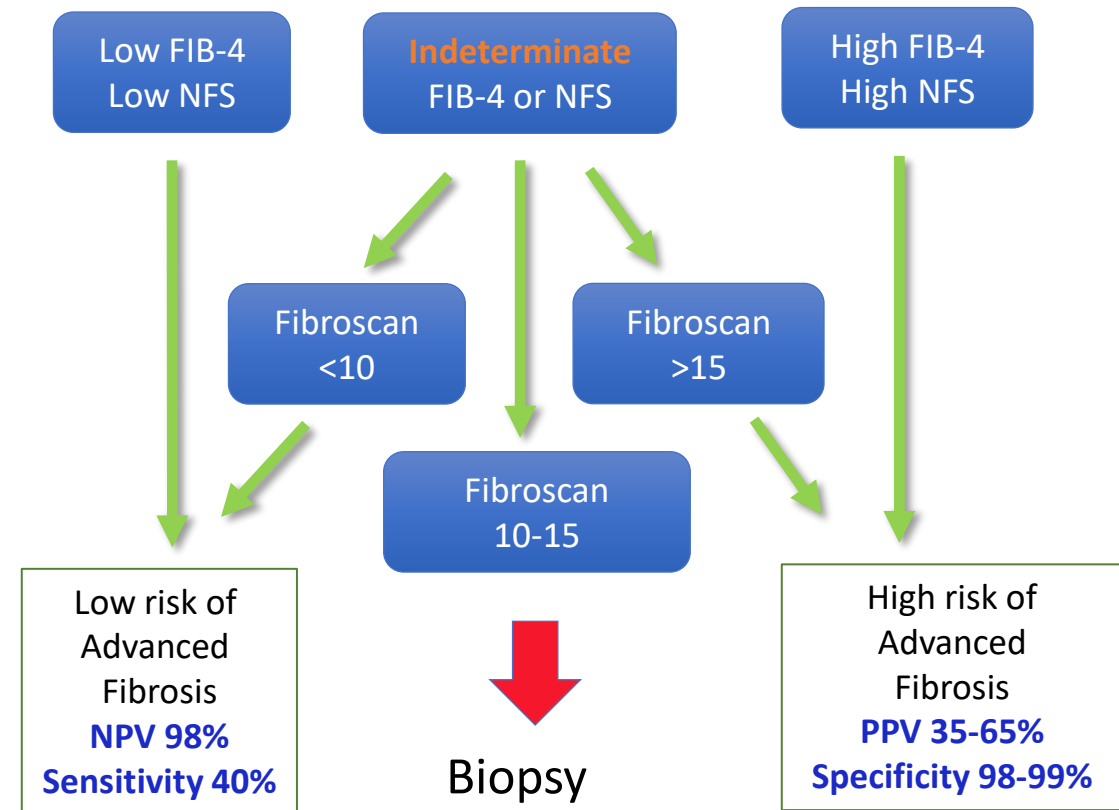 Low FIB-4
Low NFS
Indeterminate
FIB-4 or NFS
High FIB-4
High NFS
Fibroscan
<10
Fibroscan
>15
Fibroscan
10-15
Low risk of
Advanced
Fibrosis
NPV 98%
Sensitivity 40%
Biopsy
High risk of
Advanced
Fibrosis
PPV 35-65%
Specificity 98-99%